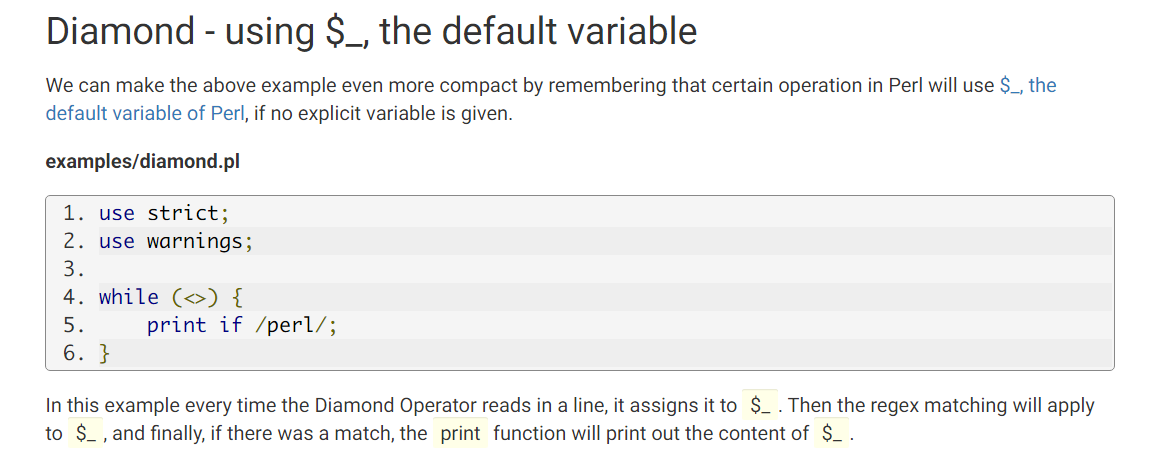 Diamond - using $_, the default variable
We can make the above example even more compact by remembering that certain operation in Perl will use $_, the
default variable of Perl, if no explicit variable is given.
examples/diamond.pl
1. use strict;
2. use warnings;
3.
4. while (<>) {
5.     print if /perl/;
6. }
In this example every time the Diamond Operator reads in a line, it assigns it to $_ . Then the regex matching will apply
to $_ , and finally, if there was a match, the print function will print out the content of $_ .